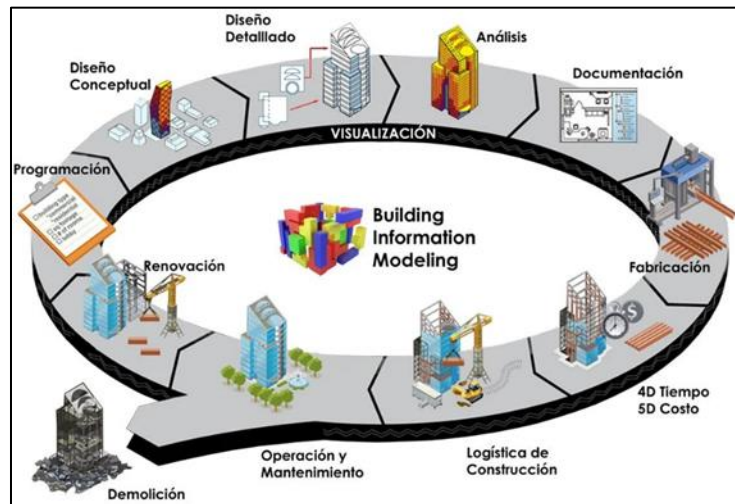 Diseño
Detalllado
Análisis
Diseño
Conceptual
Documentación
VISUALIZACIÓN
Programación
Building
Information
Modeling
Renovación
Fabricación
4D Tiempo
5D Costo
Operación y
Mantenimiento
Logística de
Construcción
Demolición